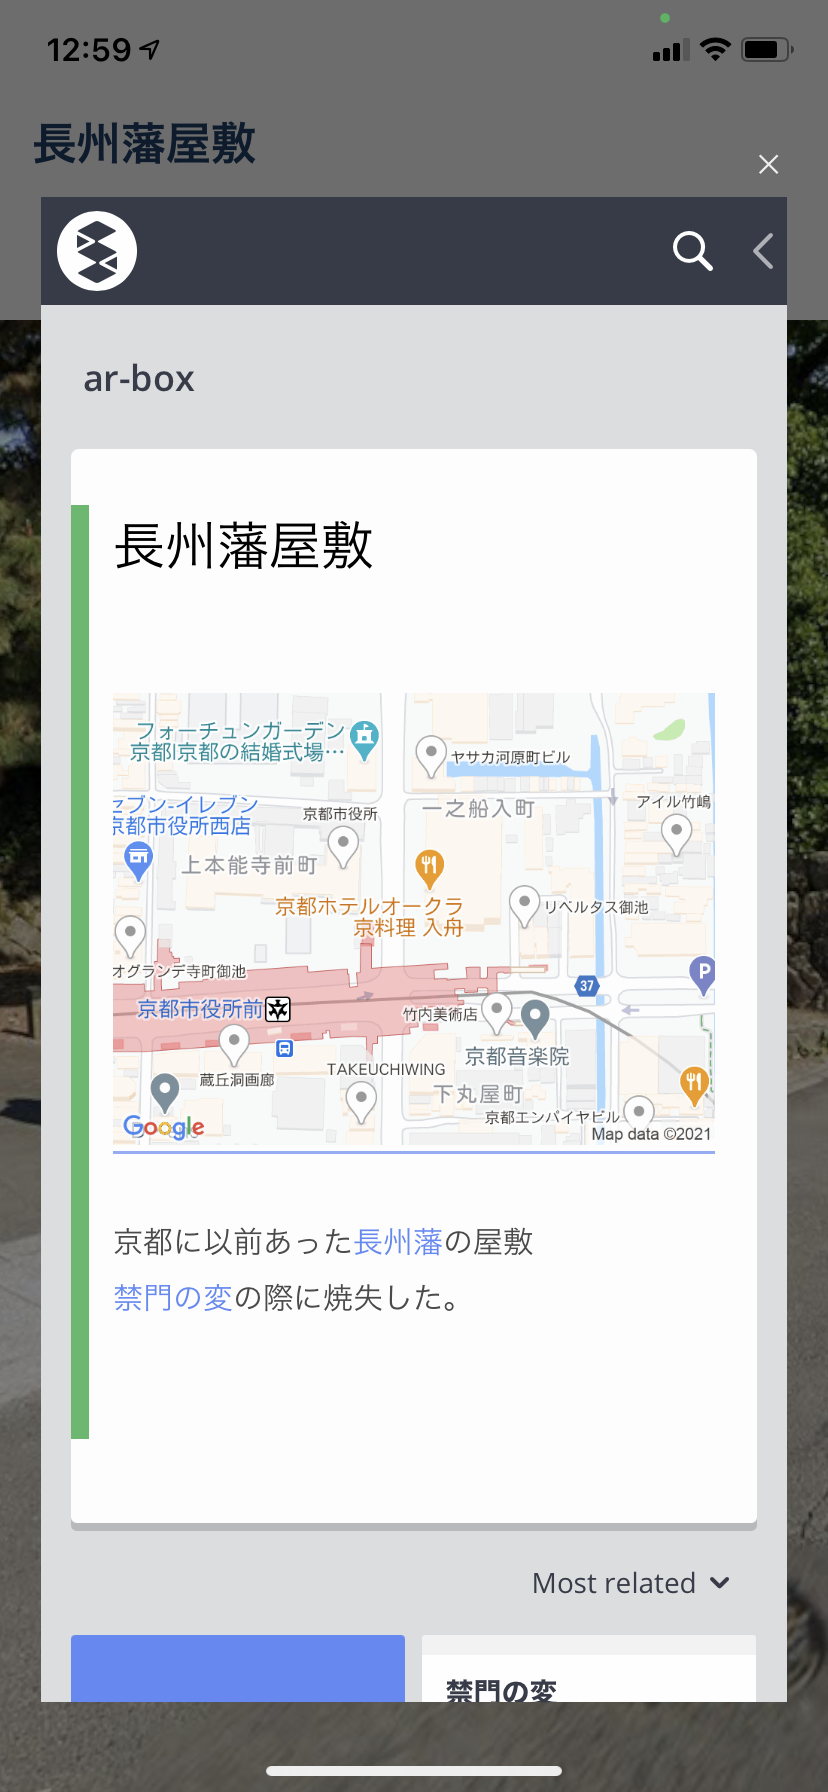 12:59
長州藩屋敷
ar-box
長州藩屋敷
フォーチュンガーデン
京都|京都の結婚式場…
ヤサカ河原町ビル
セブン-イレブン
京都市役所西店
京都市役所
一之船入町
アイル竹嶋
上本能寺前町
京都ホテルオークラ
京料理 入舟
リベルタス御池
オグランデ寺町御池
P
37
京都市役所前
竹内美術店
京都音楽院
蔵丘洞画廊
TAKEUCHIWING
下丸屋町
京都エンパイヤビル
Google
Map data ©2021
京都に以前あった長州藩の屋敷
禁門の変の際に焼失した。
Most related
禁門の変